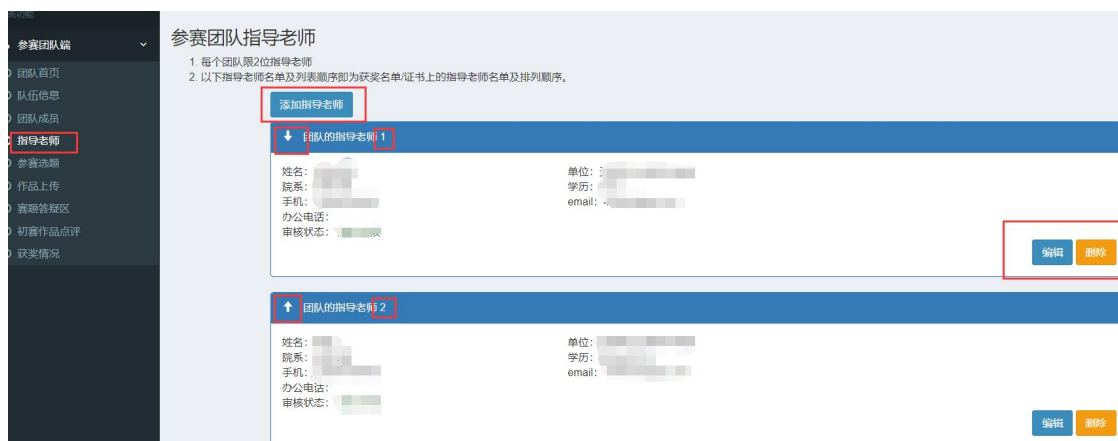 参赛团队端
团队首页
队伍信息
团队成员
指导老师
参赛选题
作品上传
赛题答疑区
初赛作品点评
获奖情况
参赛团队指导老师
1. 每个团队限2位指导老师
2. 以下指导老师名单及列表顺序即为获奖名单/证书上的指导老师名单及排列顺序。
添加指导老师
团队的指导老师 1
姓名： 单位：
院系： 学历：
手机： email：
办公电话：
审核状态：
编辑 删除
团队的指导老师 2
姓名： 单位：
院系： 学历：
手机： email：
办公电话：
审核状态：
编辑 删除